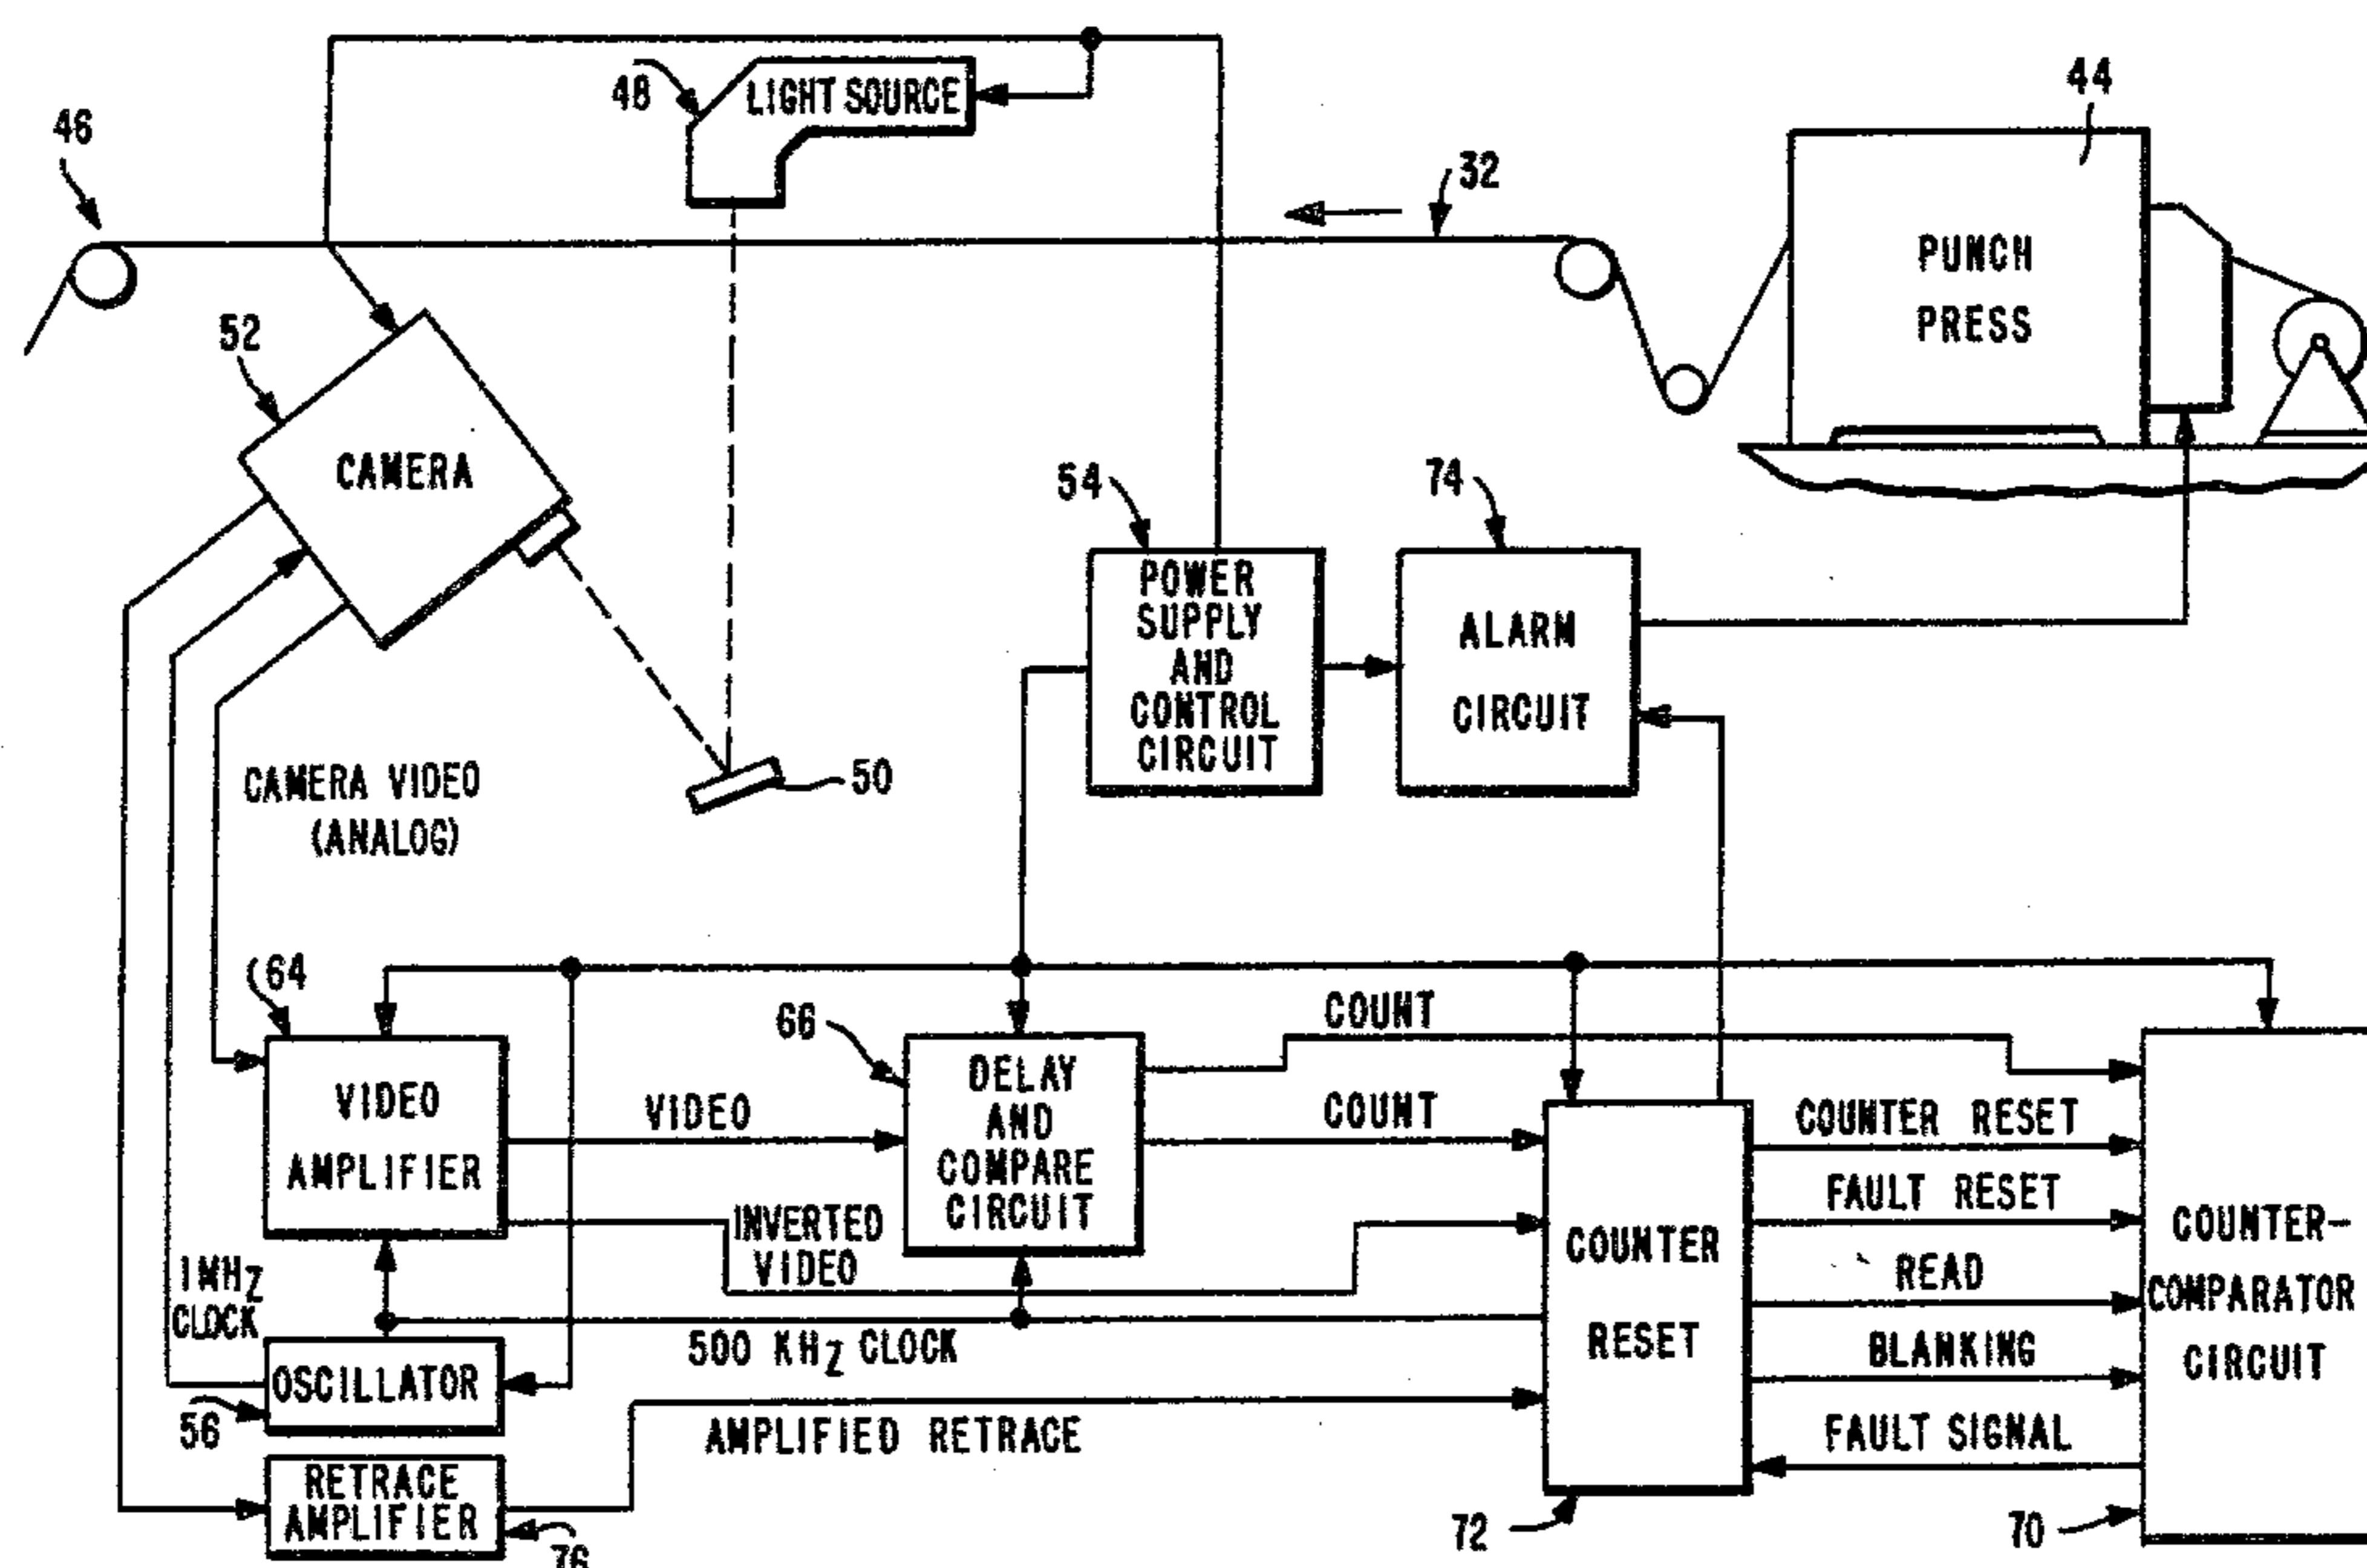 44
48
LIGHT SOURCE
46
32
PUNCH
PRESS
52
CAMERA
54
74
POWER
SUPPLY
AND
CONTROL
CIRCUIT
ALARM
CIRCUIT
50
CAMERA VIDEO
(ANALOG)
64
66
COUNT
VIDEO
AMPLIFIER
VIDEO
DELAY
AND
COMPARE
CIRCUIT
COUNT
COUNTER RESET
FAULT RESET
INVERTED
VIDEO
COUNTER
RESET
READ
COUNTER-
COMPARATOR
CIRCUIT
1MHZ
CLOCK
500 KHZ CLOCK
BLANKING
OSCILLATOR
56
AMPLIFIED RETRACE
FAULT SIGNAL
RETRACE
AMPLIFIER
76
72
70